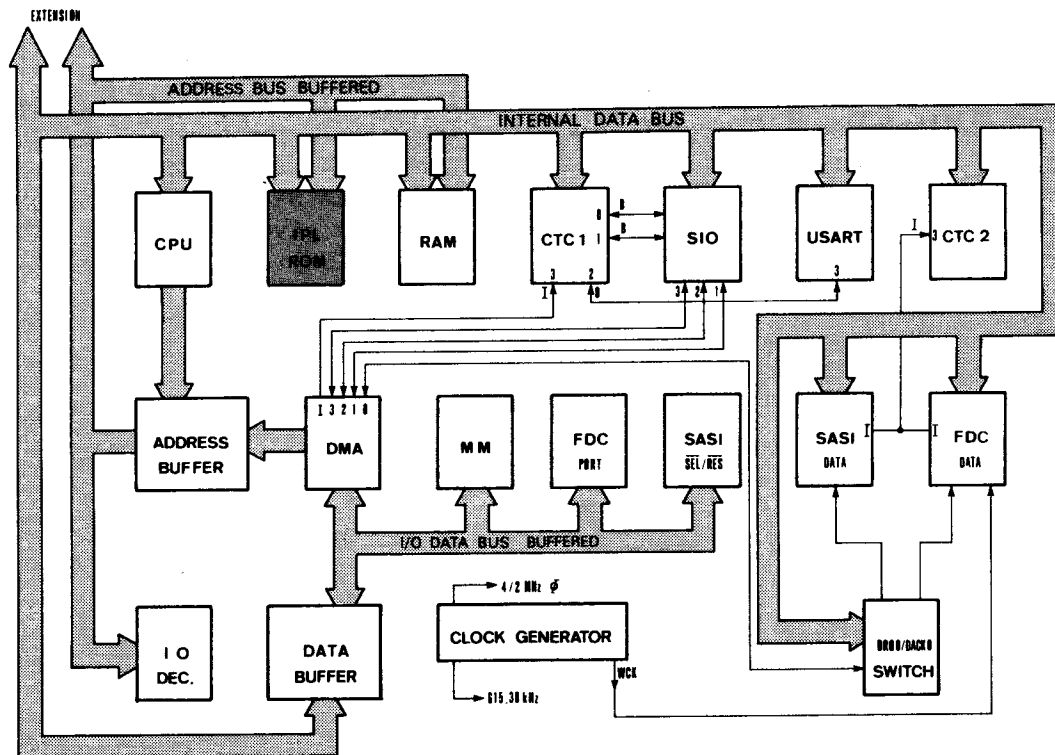 EXTENSION
ADDRESS BUS BUFFERED
INTERNAL DATA BUS
CPU
IPL
ROM
RAM
CTC 1
0
1
3
2
I
0
B
B
SIO
3
2
1
USART
3
I
3
CTC 2
ADDRESS
BUFFER
I 3 2 1 0
DMA
MM
FDC
PORT
SASI
SEL/RES
SASI
DATA
I
I
FDC
DATA
I/O DATA BUS BUFFERED
4/2 MHz Φ
CLOCK GENERATOR
WCK
615,38 kHz
I O
DEC.
DATA
BUFFER
DRQ0/DACK0
SWITCH